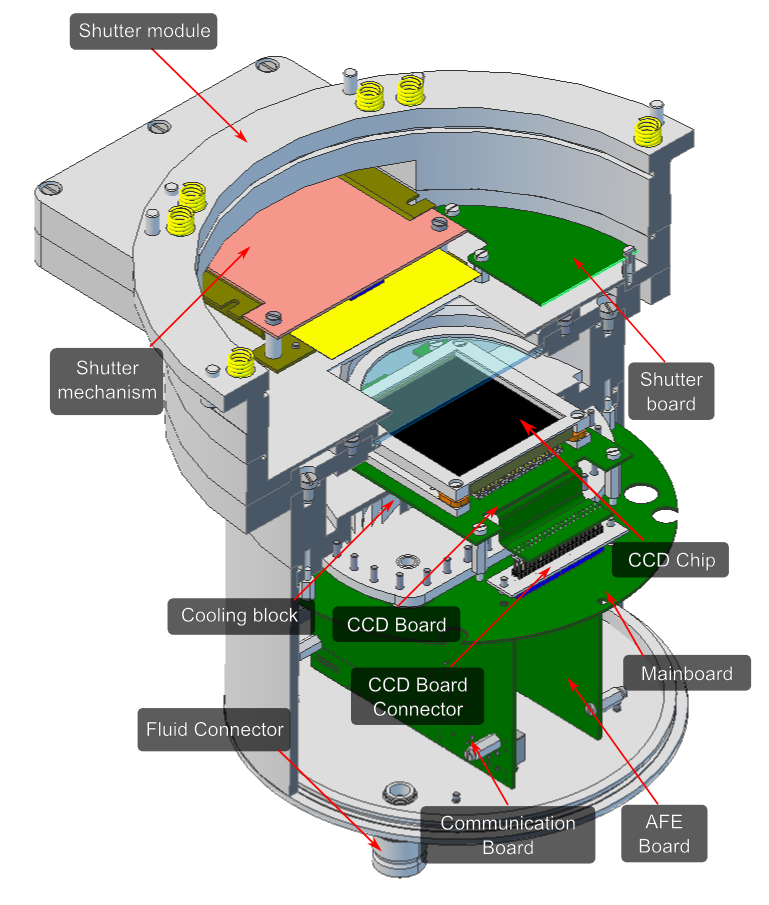 Shutter module
Shutter
mechanism
Shutter
board
CCD Chip
Cooling block
CCD Board
Mainboard
CCD Board
Connector
Fluid Connector
Communication
Board
AFE
Board